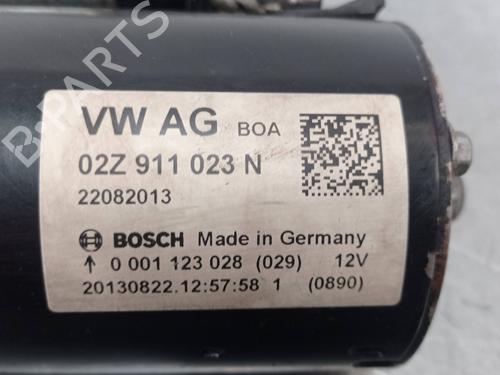 B-PARTS
VW AG BOA
02Z 911 023 N
22082013
BOSCH Made in Germany
↑ 0 001 123 028 (029) 12V
20130822.12:57:58 1 (0890)